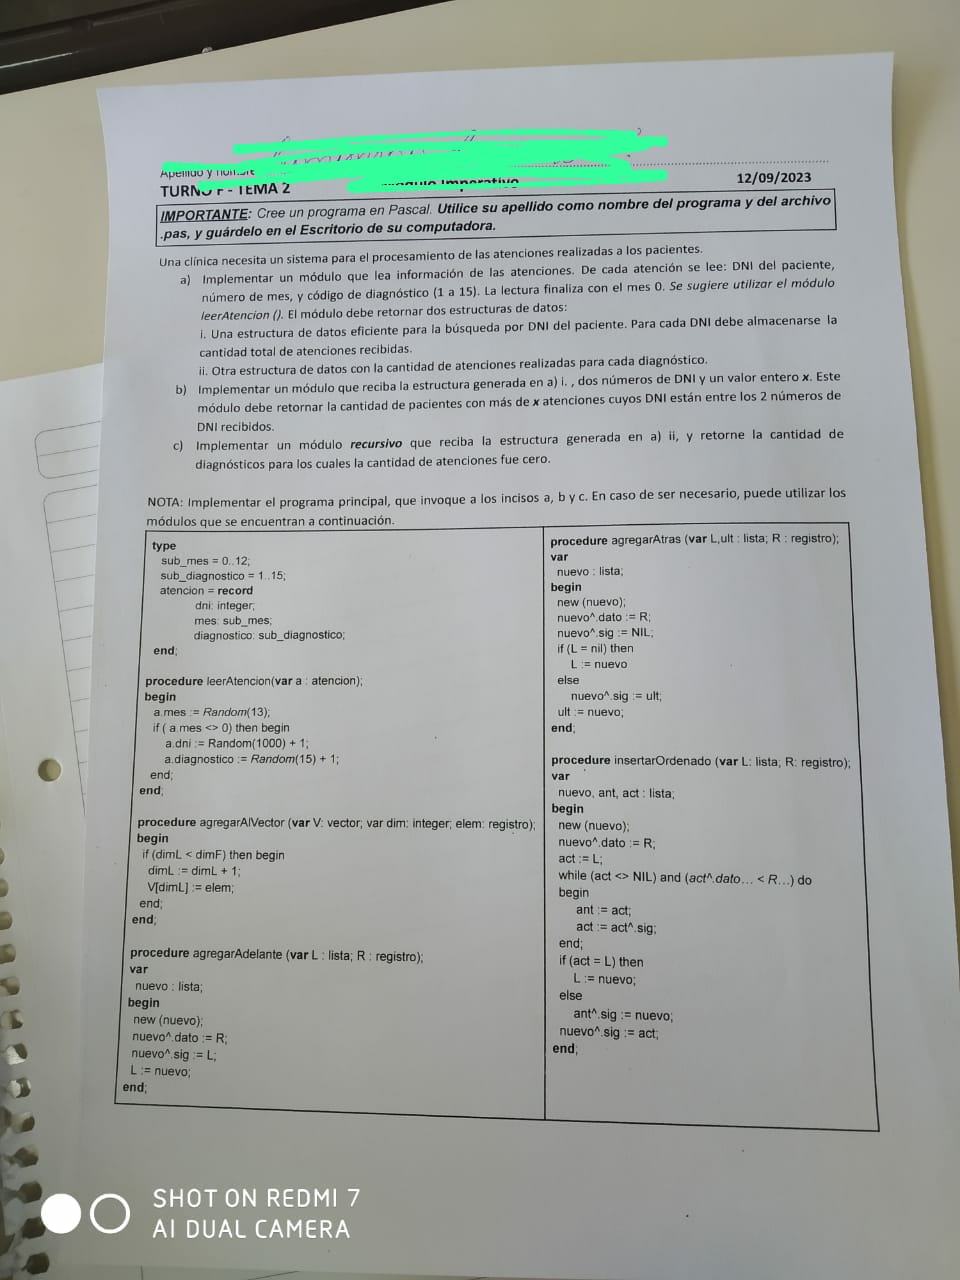 Apellido y nombre
Módulo Imperativo
TURNO F - TEMA 2
12/09/2023
IMPORTANTE: Cree un programa en Pascal. Utilice su apellido como nombre del programa y del archivo
.pas, y guárdelo en el Escritorio de su computadora.
Una clínica necesita un sistema para el procesamiento de las atenciones realizadas a los pacientes.
a) Implementar un módulo que lea información de las atenciones. De cada atención se lee: DNI del paciente,
número de mes, y código de diagnóstico (1 a 15). La lectura finaliza con el mes 0. Se sugiere utilizar el módulo
leerAtencion (). El módulo debe retornar dos estructuras de datos:
i. Una estructura de datos eficiente para la búsqueda por DNI del paciente. Para cada DNI debe almacenarse la
cantidad total de atenciones recibidas.
ii. Otra estructura de datos con la cantidad de atenciones realizadas para cada diagnóstico.
b) Implementar un módulo que reciba la estructura generada en a) i. , dos números de DNI y un valor entero x. Este
módulo debe retornar la cantidad de pacientes con más de x atenciones cuyos DNI están entre los 2 números de
DNI recibidos.
c) Implementar un módulo recursivo que reciba la estructura generada en a) ii, y retorne la cantidad de
diagnósticos para los cuales la cantidad de atenciones fue cero.
NOTA: Implementar el programa principal, que invoque a los incisos a, b y c. En caso de ser necesario, puede utilizar los
módulos que se encuentran a continuación.
type
sub_mes = 0..12;
sub_diagnostico = 1..15;
atencion = record
dni: integer;
mes: sub_mes;
diagnostico: sub_diagnostico;
end;
procedure leerAtencion(var a : atencion);
begin
a.mes := Random(13);
if ( a.mes <> 0) then begin
a.dni := Random(1000) + 1;
a.diagnostico := Random(15) + 1;
end;
end;
procedure agregarAlVector (var V: vector; var dim: integer; elem: registro);
begin
if (dimL < dimF) then begin
dimL := dimL + 1;
V[dimL] := elem;
end;
end;
procedure agregarAdelante (var L : lista; R : registro);
var
nuevo : lista;
begin
new (nuevo);
nuevo^.dato := R;
nuevo^.sig := L;
L := nuevo;
end;
procedure agregarAtras (var L,ult : lista; R : registro);
var
nuevo : lista;
begin
new (nuevo);
nuevo^.dato := R;
nuevo^.sig := NIL;
if (L = nil) then
L := nuevo
else
nuevo^.sig := ult;
ult := nuevo;
end;
procedure insertarOrdenado (var L: lista; R: registro);
var
nuevo, ant, act : lista;
begin
new (nuevo);
nuevo^.dato := R;
act := L;
while (act <> NIL) and (act^.dato... < R...) do
begin
ant := act;
act := act^.sig;
end;
if (act = L) then
L := nuevo;
else
ant^.sig := nuevo;
nuevo^.sig := act;
end;
SHOT ON REDMI 7
AI DUAL CAMERA